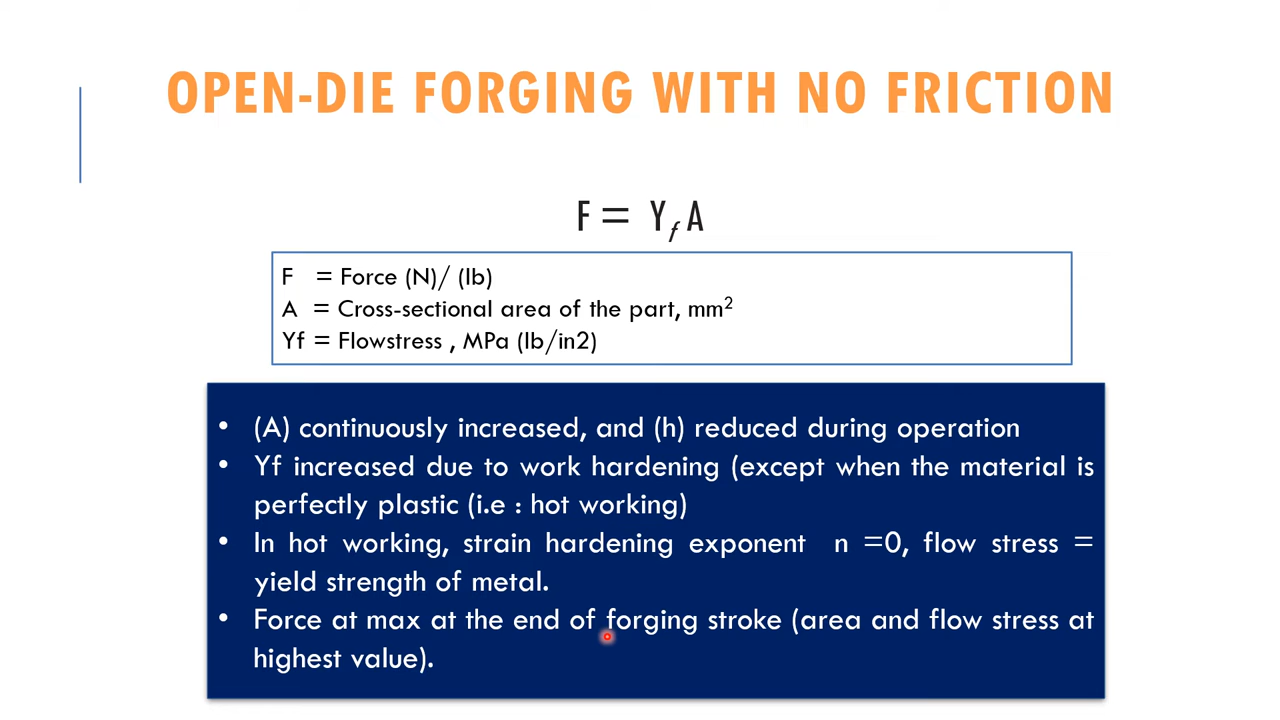 OPEN-DIE FORGING WITH NO FRICTION
F = Yf A
F = Force (N)/ (lb)
A = Cross-sectional area of the part, mm²
Yf = Flowstress , MPa (lb/in2)
• (A) continuously increased, and (h) reduced during operation
• Yf increased due to work hardening (except when the material is
perfectly plastic (i.e : hot working)
• In hot working, strain hardening exponent n =0, flow stress =
yield strength of metal.
• Force at max at the end of forging stroke (area and flow stress at
highest value).